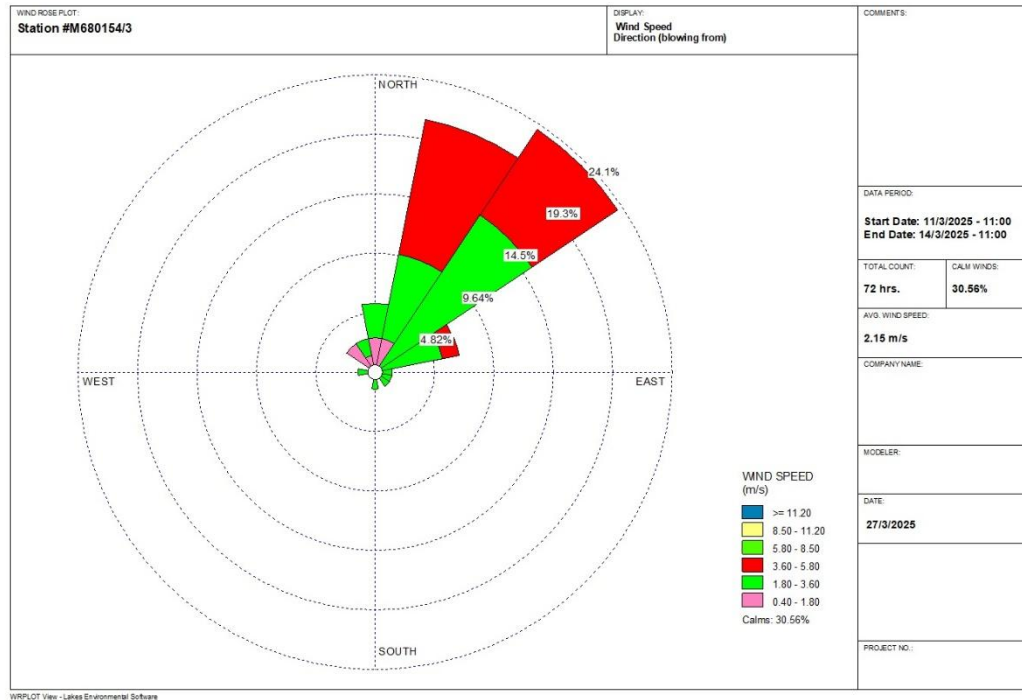 WIND ROSE PLOT:
Station #M680154/3
DISPLAY:
Wind Speed
Direction (blowing from)
COMMENTS:
NORTH
24.1%
19.3%
14.5%
9.64%
4.82%
WEST
EAST
SOUTH
WIND SPEED
(m/s)
>= 11.20
8.50 - 11.20
5.80 - 8.50
3.60 - 5.80
1.80 - 3.60
0.40 - 1.80
Calms: 30.56%
DATA PERIOD:
Start Date: 11/3/2025 - 11:00
End Date: 14/3/2025 - 11:00
TOTAL COUNT:
72 hrs.
CALM WINDS:
30.56%
AVG. WIND SPEED:
2.15 m/s
COMPANY NAME:
MODELER:
DATE:
27/3/2025
PROJECT NO.:
WRPLOT View - Lakes Environmental Software